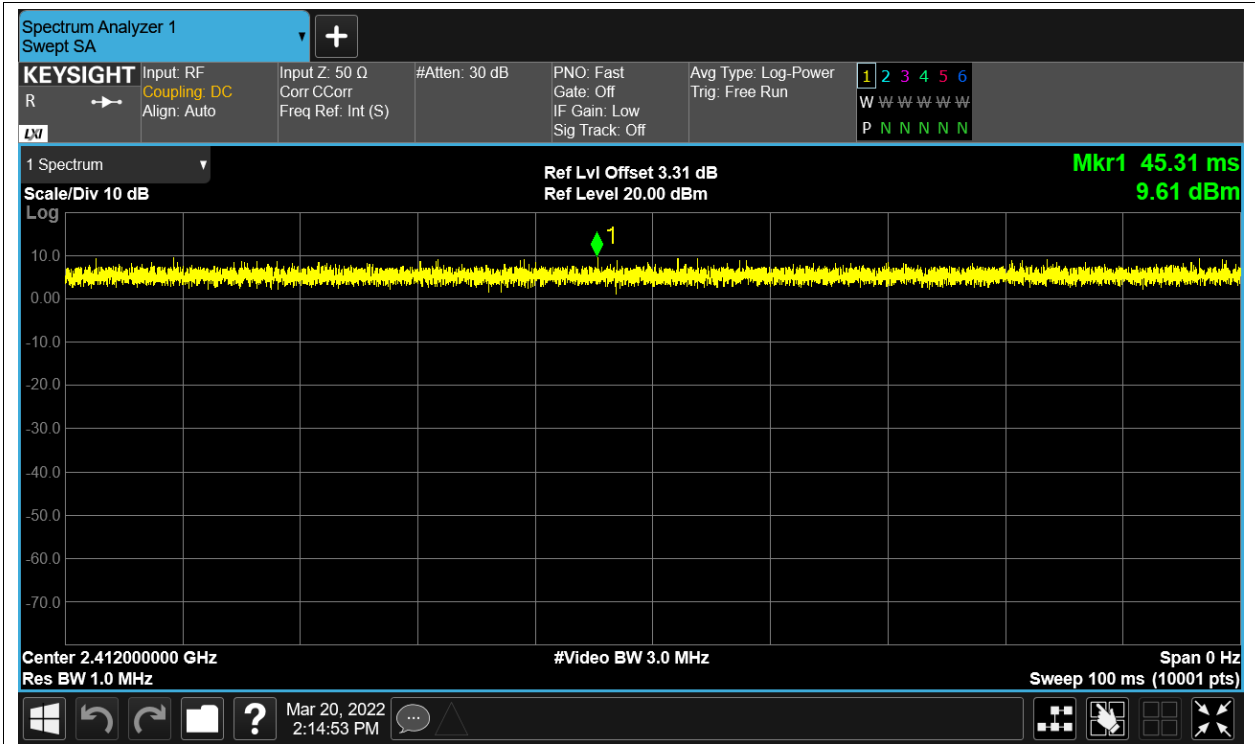 Spectrum Analyzer 1
Swept SA
+
KEYSIGHT
R
LXI
Input: RF
Coupling: DC
Align: Auto
Input Z: 50 Ω
Corr CCorr
Freq Ref: Int (S)
#Atten: 30 dB
PNO: Fast
Gate: Off
IF Gain: Low
Sig Track: Off
Avg Type: Log-Power
Trig: Free Run
1 2 3 4 5 6
W W W W W W
P N N N N N
1 Spectrum
Scale/Div 10 dB
Ref Lvl Offset 3.31 dB
Ref Level 20.00 dBm
Mkr1 45.31 ms
9.61 dBm
Log
1
10.0
0.00
-10.0
-20.0
-30.0
-40.0
-50.0
-60.0
-70.0
Center 2.412000000 GHz
#Video BW 3.0 MHz
Span 0 Hz
Res BW 1.0 MHz
Sweep 100 ms (10001 pts)
?
Mar 20, 2022
2:14:53 PM